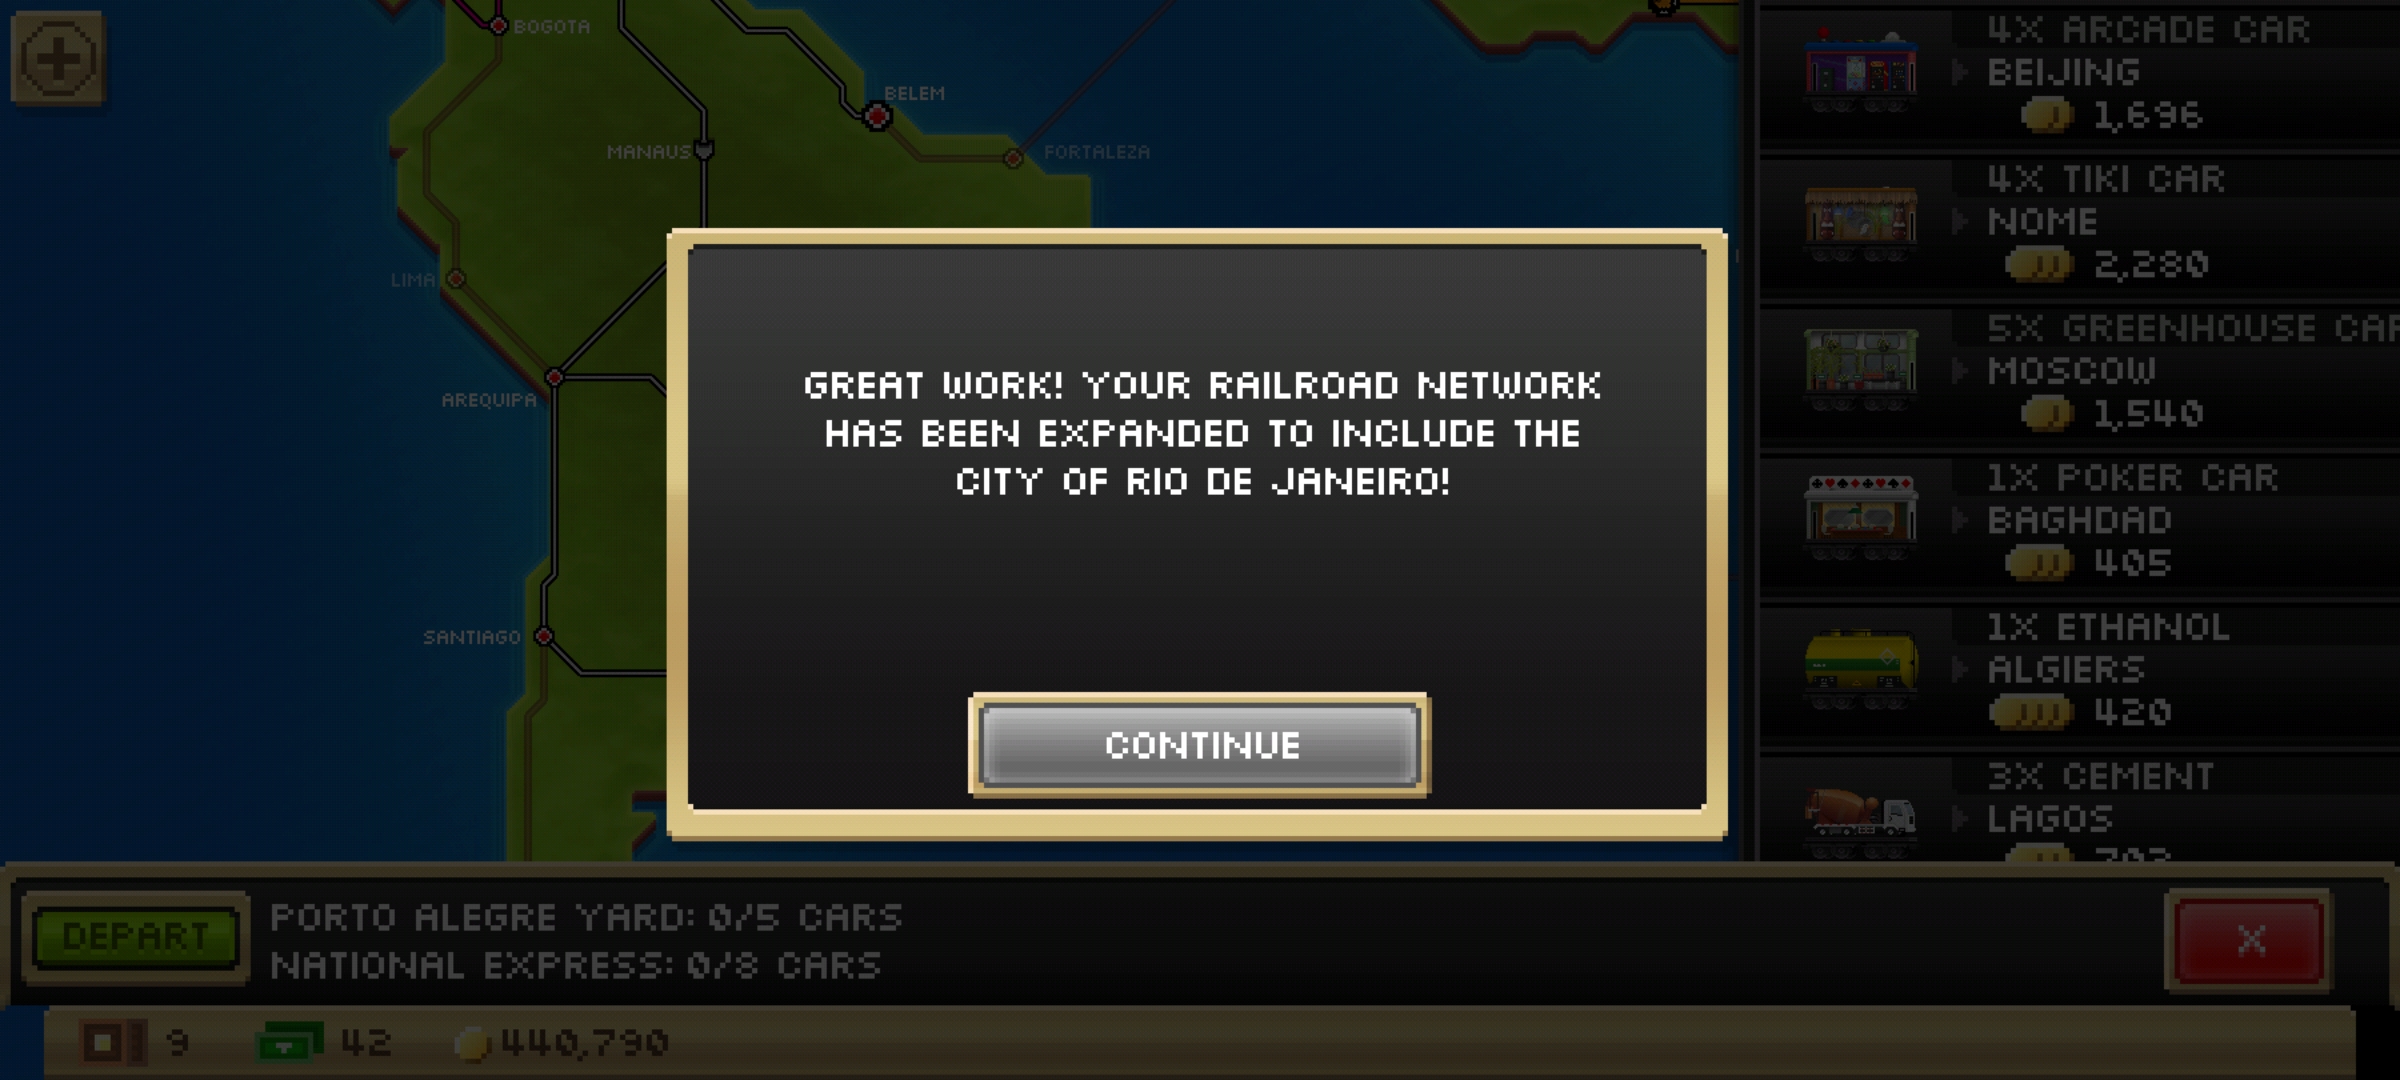 BOGOTA
BELEM
MANAUS
FORTALEZA
LIMA
AREQUIPA
SANTIAGO
GREAT WORK! YOUR RAILROAD NETWORK
HAS BEEN EXPANDED TO INCLUDE THE
CITY OF RIO DE JANEIRO!
CONTINUE
4X ARCADE CAR
BEIJING
1,696
4X TIKI CAR
NOME
2,280
5X GREENHOUSE CAR
MOSCOW
1,540
1X POKER CAR
BAGHDAD
405
1X ETHANOL
ALGIERS
420
3X CEMENT
LAGOS
702
DEPART
PORTO ALEGRE YARD: 0/5 CARS
NATIONAL EXPRESS: 0/8 CARS
X
9
42
440,790